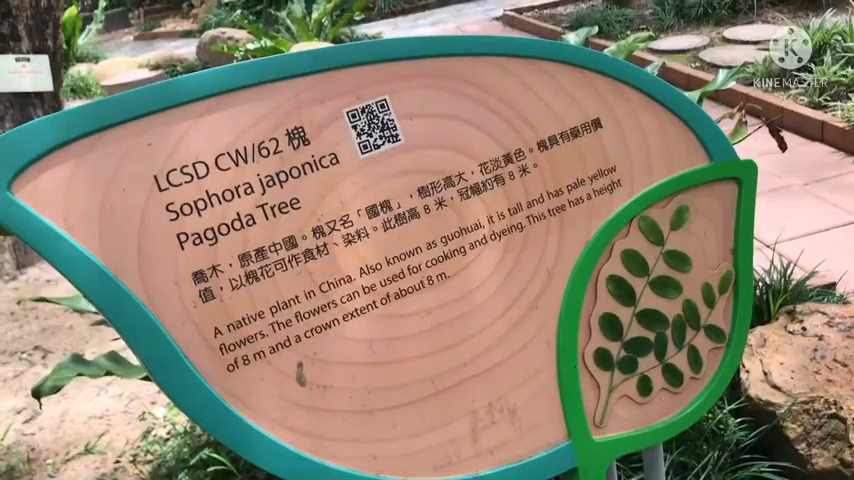 LCSD CW/62 槐
Sophora japonica
Pagoda Tree
喬木，原產中國。槐又名「國槐」，樹形高大，花淡黃色。槐具有藥用價
值，以槐花可作食材、染料。此樹高 8 米，冠幅約有 8 米。
A native plant in China. Also known as guohuai, it is tall and has pale yellow
flowers. The flowers can be used for cooking and dyeing. This tree has a height
of 8 m and a crown extent of about 8 m.
KINEMASTER